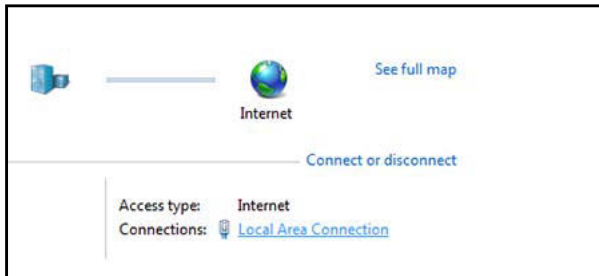 See full map
Internet
Connect or disconnect
Access type: Internet
Connections: Local Area Connection